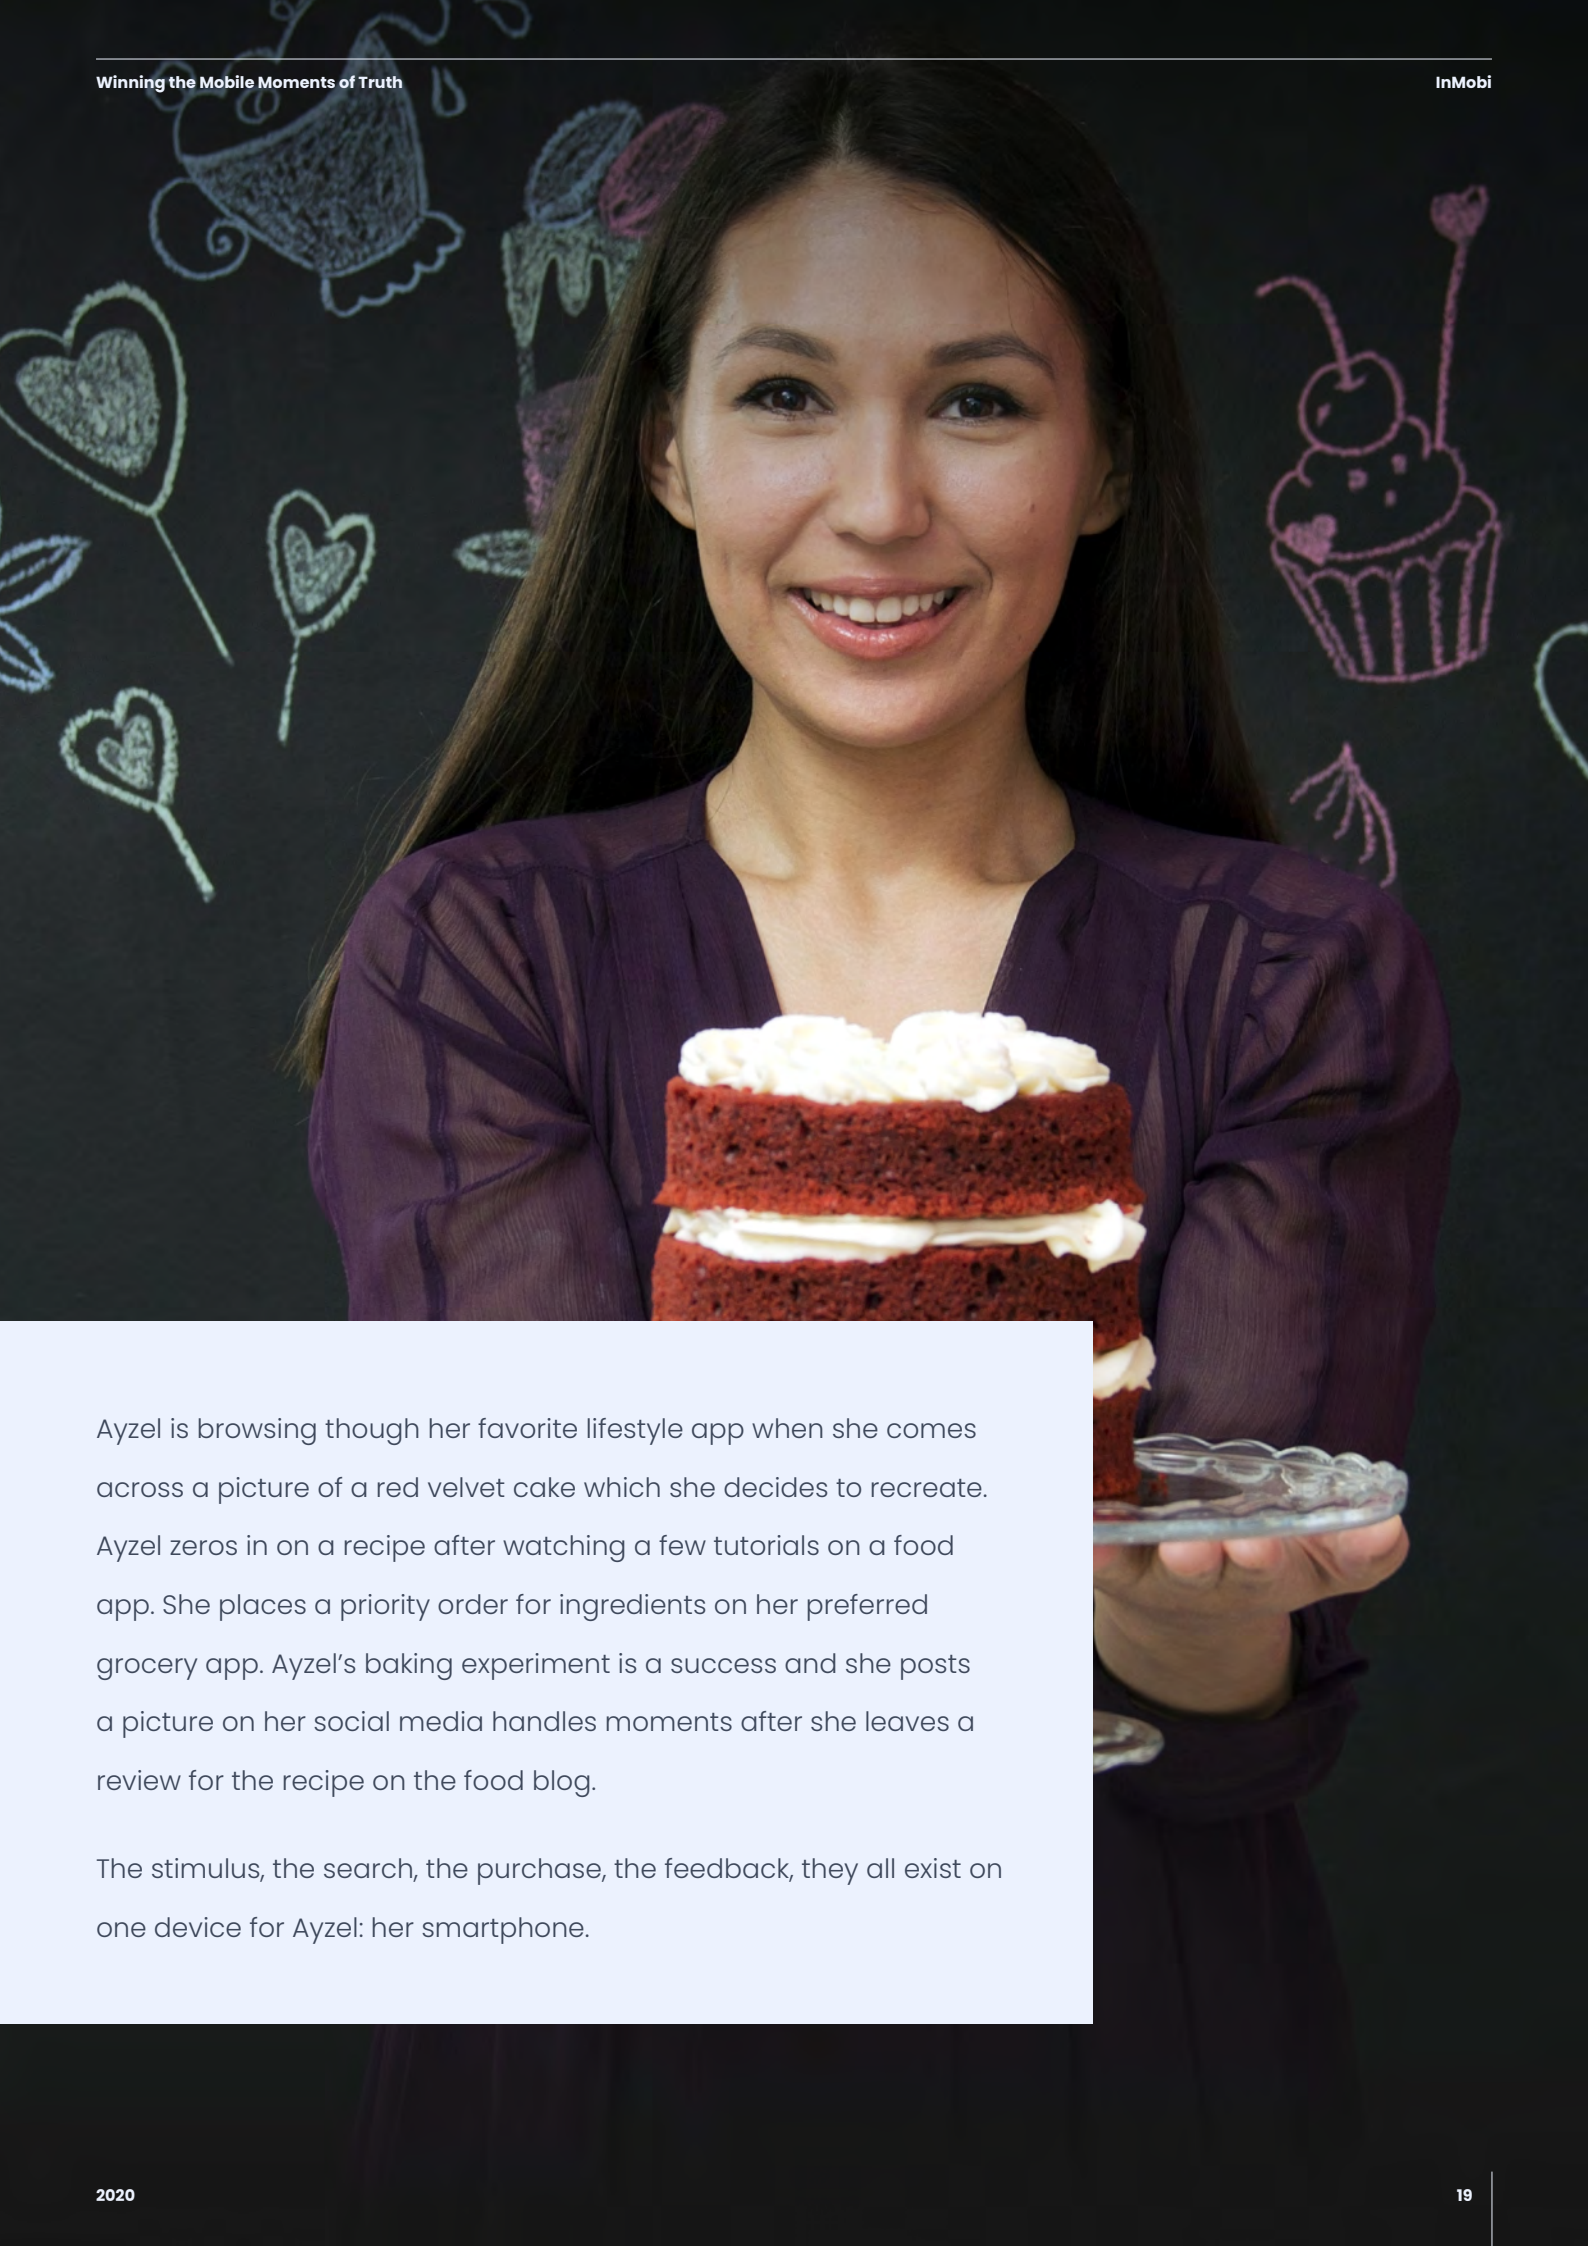 Winning the Mobile Moments of Truth
InMobi
Ayzel is browsing though her favorite lifestyle app when she comes
across a picture of a red velvet cake which she decides to recreate.
Ayzel zeros in on a recipe after watching a few tutorials on a food
app. She places a priority order for ingredients on her preferred
grocery app. Ayzel’s baking experiment is a success and she posts
a picture on her social media handles moments after she leaves a
review for the recipe on the food blog.
The stimulus, the search, the purchase, the feedback, they all exist on
one device for Ayzel: her smartphone.
2020
19